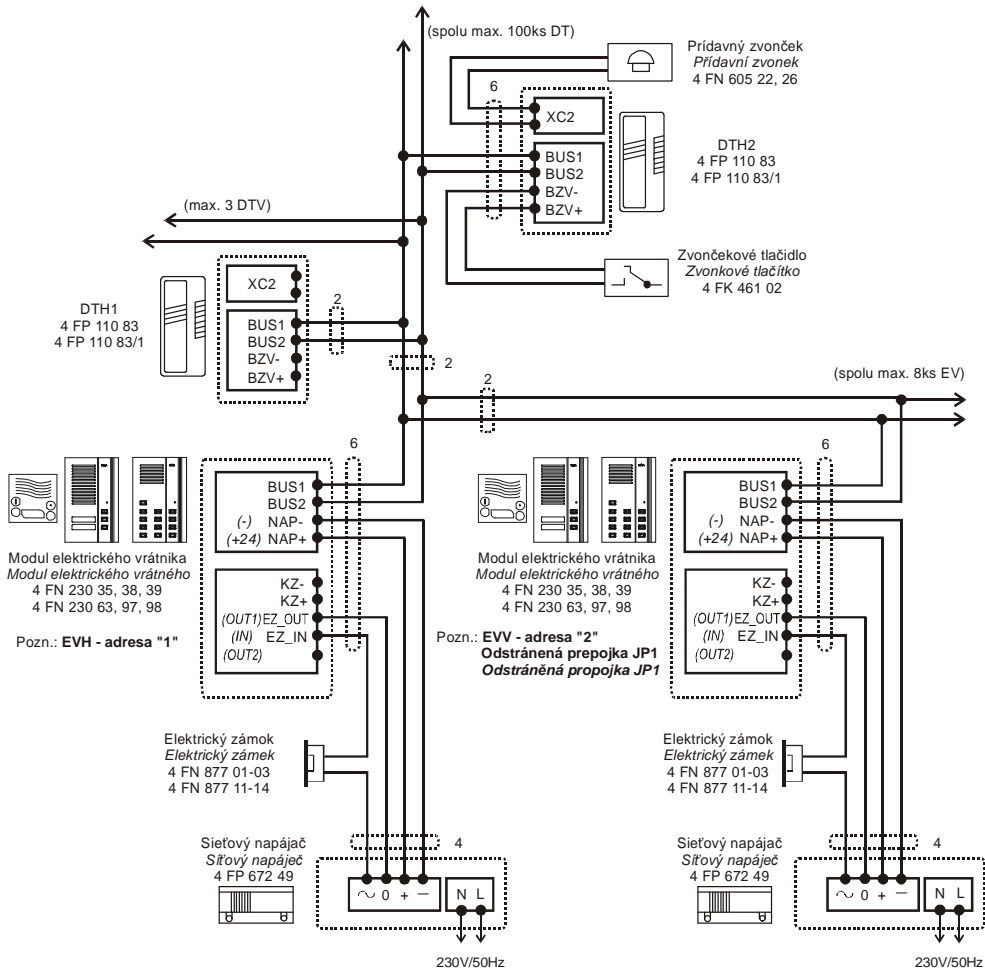 (spolu max. 100ks DT)
Prídavný zvonček
Přídavní zvonek
4 FN 605 22, 26
6
XC2
BUS1
BUS2
BZV-
BZV+
DTH2
4 FP 110 83
4 FP 110 83/1
(max. 3 DTV)
Zvončekové tlačidlo
Zvonkové tlačítko
4 FK 461 02
DTH1
4 FP 110 83
4 FP 110 83/1
XC2
BUS1
BUS2
BZV-
BZV+
2
2
2
(spolu max. 8ks EV)
6
BUS1
BUS2
(-) NAP-
(+24) NAP+
KZ-
KZ+
(OUT1) EZ_OUT
(IN) EZ_IN
(OUT2)
Modul elektrického vrátnika
Modul elektrického vrátného
4 FN 230 35, 38, 39
4 FN 230 63, 97, 98
Pozn.: EVH - adresa "1"
6
BUS1
BUS2
(-) NAP-
(+24) NAP+
KZ-
KZ+
(OUT1) EZ_OUT
(IN) EZ_IN
(OUT2)
Modul elektrického vrátnika
Modul elektrického vrátného
4 FN 230 35, 38, 39
4 FN 230 63, 97, 98
Pozn.: EVV - adresa "2"
Odstránená prepojka JP1
Odstráněná propojka JP1
Elektrický zámok
Elektrický zámek
4 FN 877 01-03
4 FN 877 11-14
Elektrický zámok
Elektrický zámek
4 FN 877 01-03
4 FN 877 11-14
Sieťový napájač
Síťový napáječ
4 FP 672 49
4
0 + —
N L
230V/50Hz
Sieťový napájač
Síťový napáječ
4 FP 672 49
4
0 + —
N L
230V/50Hz